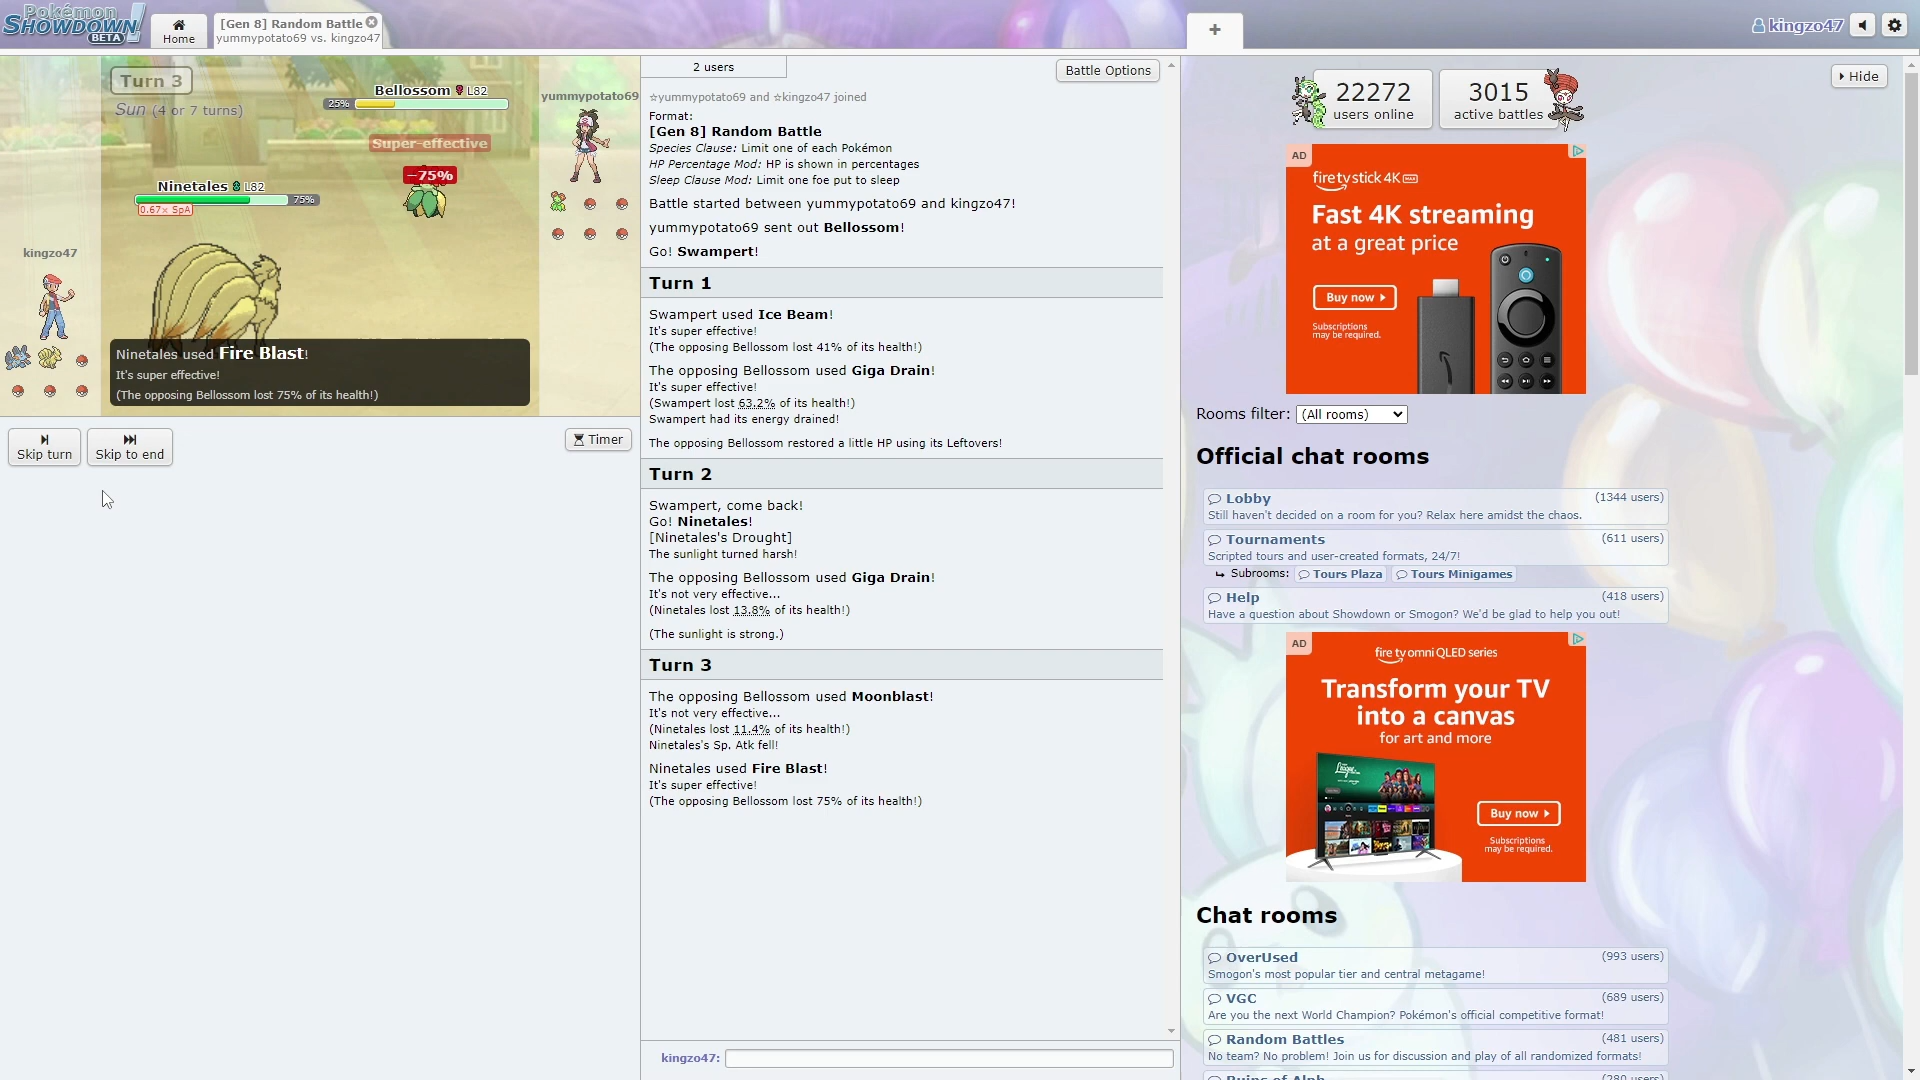 Pokémon
SHOWDOWN!
BETA
Home
[Gen 8] Random Battle
yummypotato69 vs. kingzo47
+
kingzo47
Turn 3
Sun (4 or 7 turns)
Bellossom L82
25%
Super-effective
−75%
Ninetales L82
75%
0.67× SpA
yummypotato69
kingzo47
Ninetales used Fire Blast!
It's super effective!
(The opposing Bellossom lost 75% of its health!)
Skip turn
Skip to end
Timer
2 users
Battle Options
☆yummypotato69 and ☆kingzo47 joined
Format:
[Gen 8] Random Battle
Species Clause: Limit one of each Pokémon
HP Percentage Mod: HP is shown in percentages
Sleep Clause Mod: Limit one foe put to sleep
Battle started between yummypotato69 and kingzo47!
yummypotato69 sent out Bellossom!
Go! Swampert!
Turn 1
Swampert used Ice Beam!
It's super effective!
(The opposing Bellossom lost 41% of its health!)
The opposing Bellossom used Giga Drain!
It's super effective!
(Swampert lost 63.2% of its health!)
Swampert had its energy drained!
The opposing Bellossom restored a little HP using its Leftovers!
Turn 2
Swampert, come back!
Go! Ninetales!
[Ninetales's Drought]
The sunlight turned harsh!
The opposing Bellossom used Giga Drain!
It's not very effective...
(Ninetales lost 13.8% of its health!)
(The sunlight is strong.)
Turn 3
The opposing Bellossom used Moonblast!
It's not very effective...
(Ninetales lost 11.4% of its health!)
Ninetales's Sp. Atk fell!
Ninetales used Fire Blast!
It's super effective!
(The opposing Bellossom lost 75% of its health!)
kingzo47:
Hide
22272
users online
3015
active battles
AD
fire tv stick 4K MAX
Fast 4K streaming
at a great price
Buy now
Subscriptions
may be required.
Rooms filter: (All rooms)
Official chat rooms
Lobby (1344 users)
Still haven't decided on a room for you? Relax here amidst the chaos.
Tournaments (611 users)
Scripted tours and user-created formats, 24/7!
↳ Subrooms: Tours Plaza Tours Minigames
Help (418 users)
Have a question about Showdown or Smogon? We'd be glad to help you out!
AD
fire tv omni QLED series
Transform your TV
into a canvas
for art and more
Buy now
Subscriptions
may be required.
Chat rooms
OverUsed (993 users)
Smogon's most popular tier and central metagame!
VGC (689 users)
Are you the next World Champion? Pokémon's official competitive format!
Random Battles (481 users)
No team? No problem! Join us for discussion and play of all randomized formats!
Ruins of Alph (280 users)